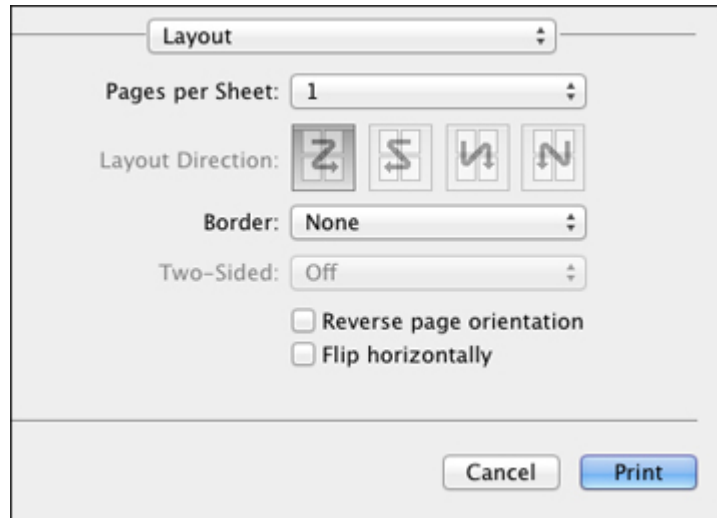 Layout
Pages per Sheet: 1
Layout Direction:
Border: None
Two-Sided: Off
Reverse page orientation
Flip horizontally
Cancel Print